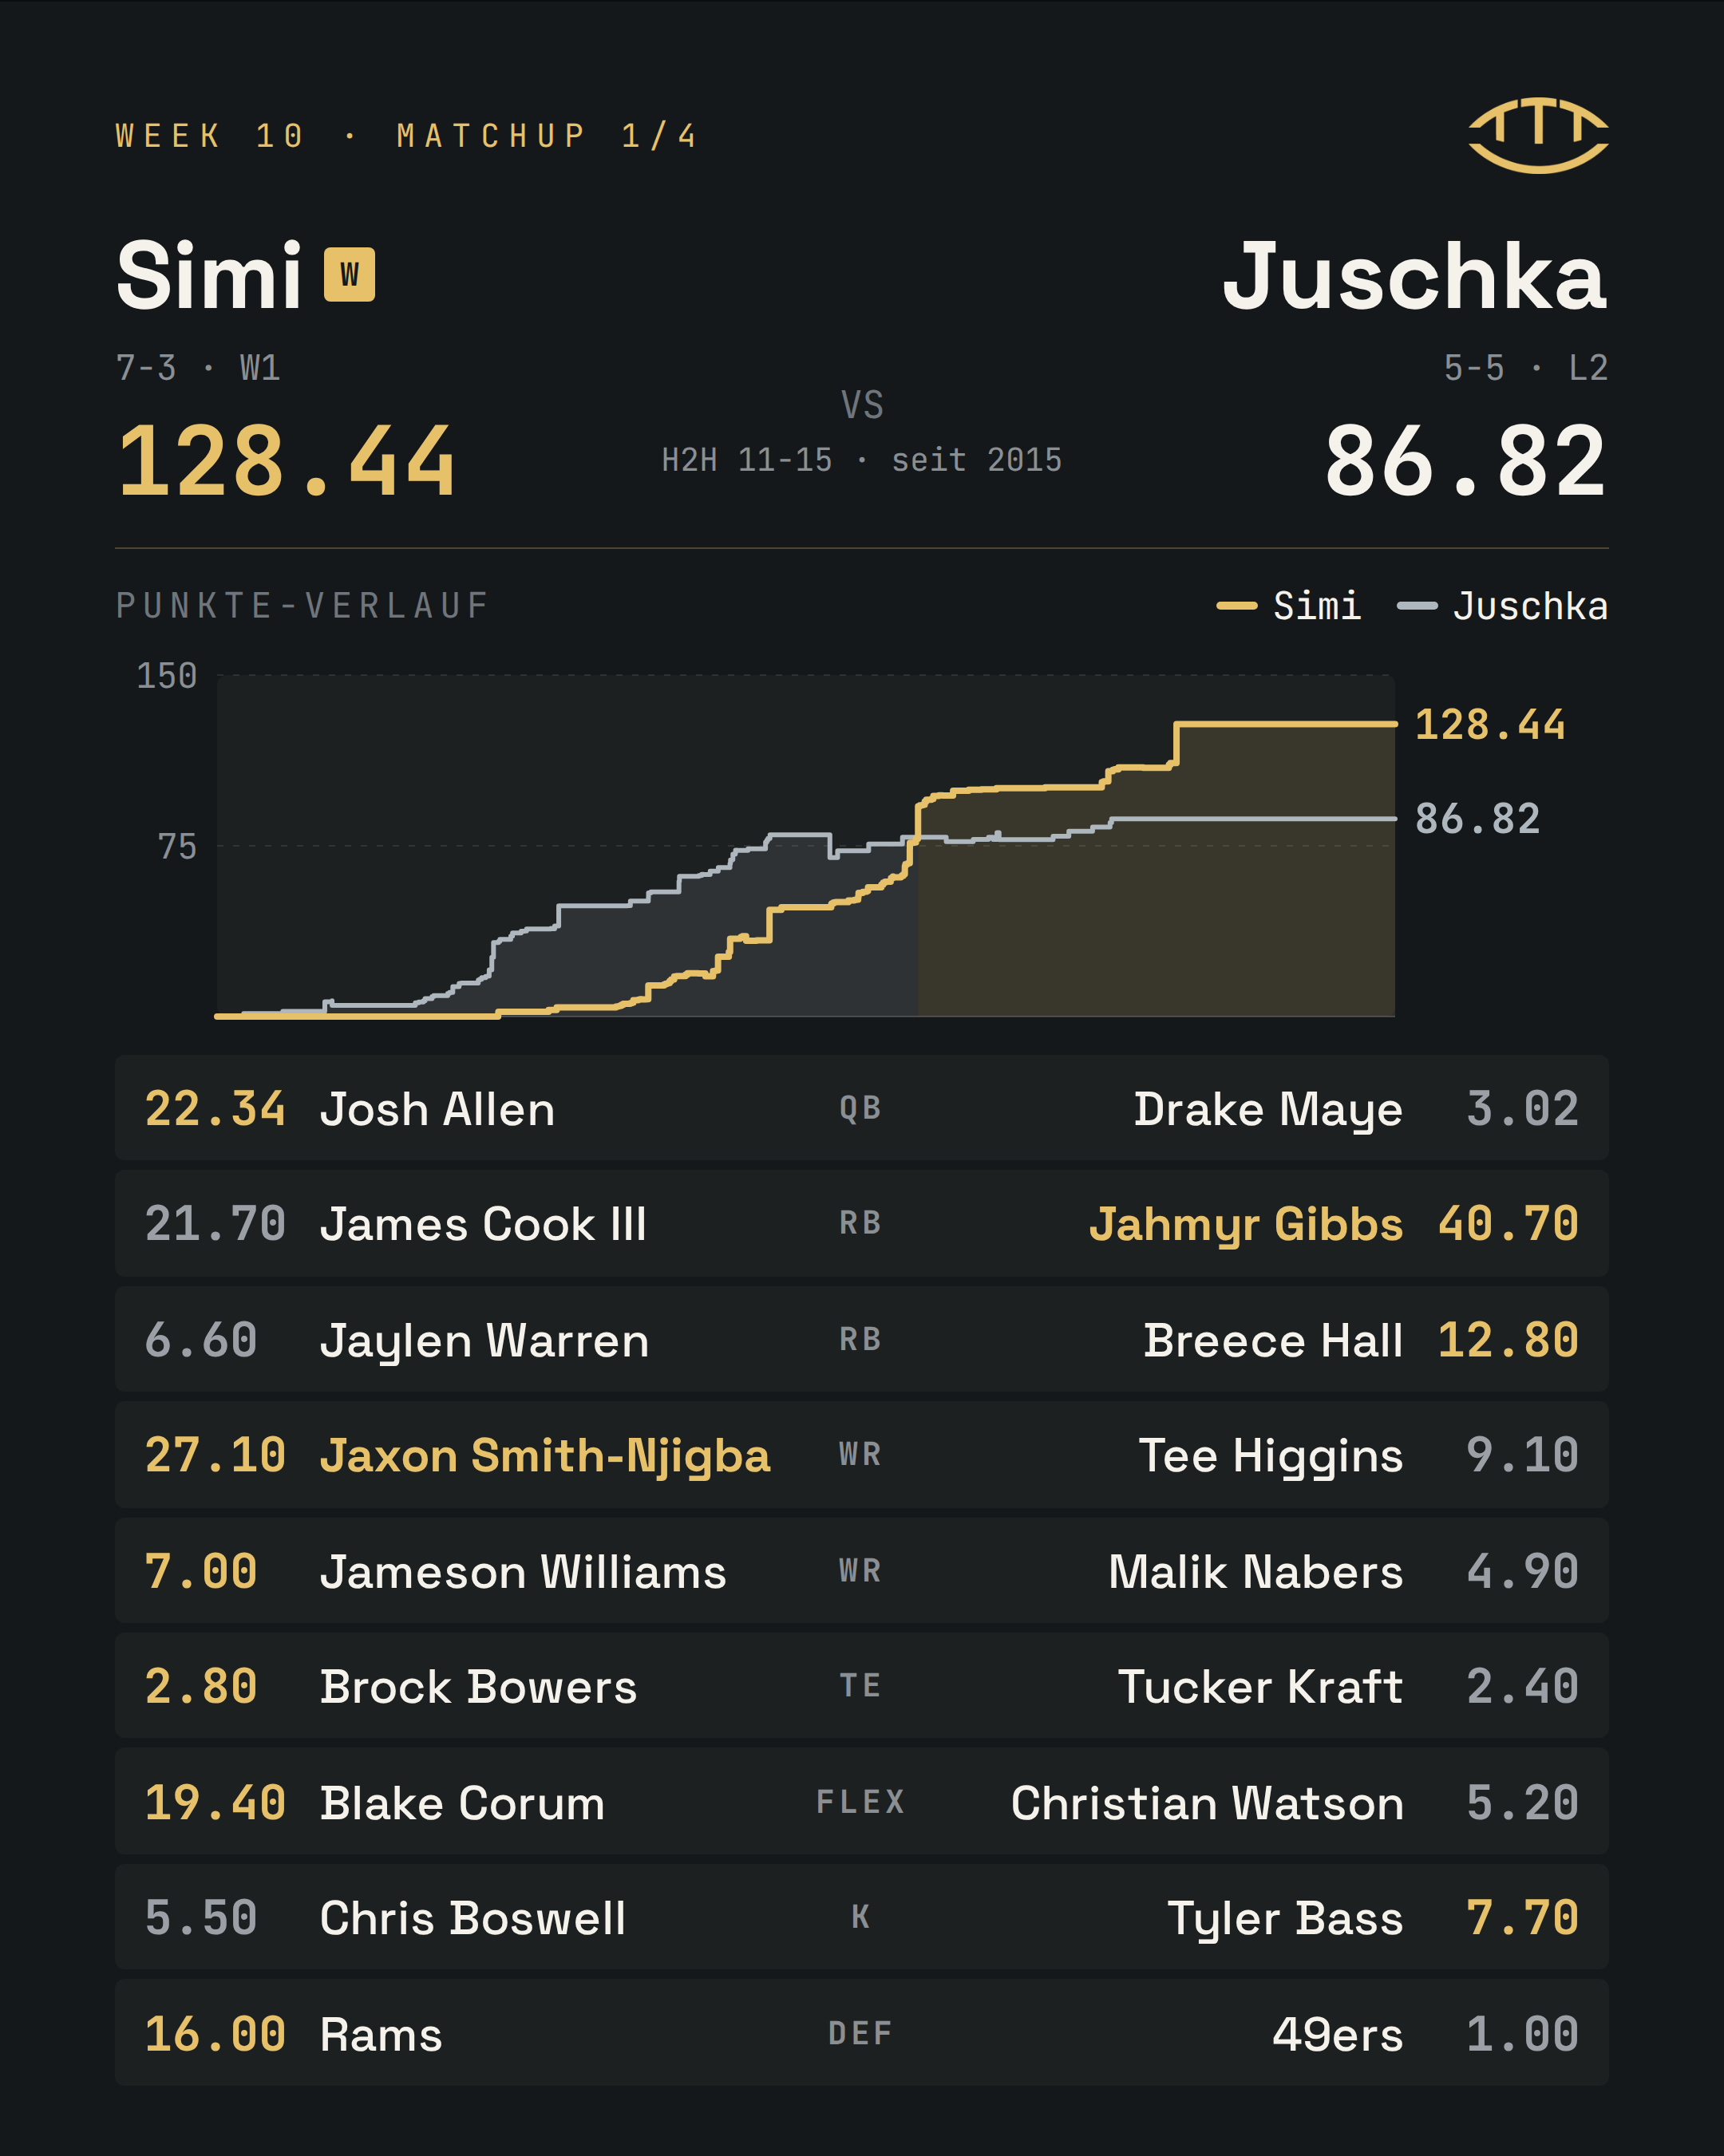 WEEK 10 · MATCHUP 1/4
Simi W
Juschka
7-3 · W1
5-5 · L2
VS
128.44
H2H 11-15 · seit 2015
86.82
PUNKTE-VERLAUF
Simi
Juschka
150
128.44
86.82
75
22.34 Josh Allen QB Drake Maye 3.02
21.70 James Cook III RB Jahmyr Gibbs 40.70
6.60 Jaylen Warren RB Breece Hall 12.80
27.10 Jaxon Smith-Njigba WR Tee Higgins 9.10
7.00 Jameson Williams WR Malik Nabers 4.90
2.80 Brock Bowers TE Tucker Kraft 2.40
19.40 Blake Corum FLEX Christian Watson 5.20
5.50 Chris Boswell K Tyler Bass 7.70
16.00 Rams DEF 49ers 1.00